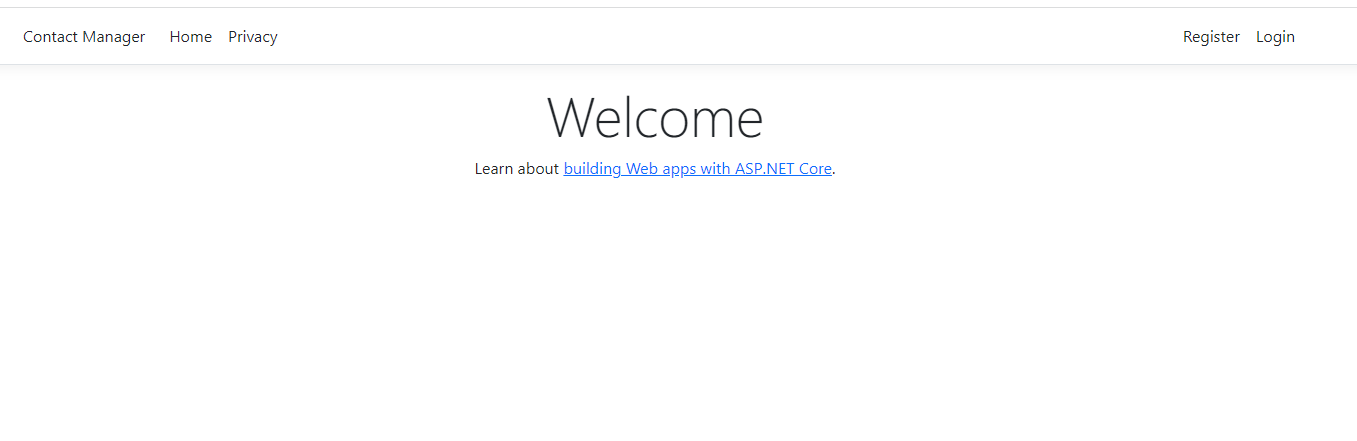 Contact Manager Home Privacy Register Login
Welcome
Learn about building Web apps with ASP.NET Core.